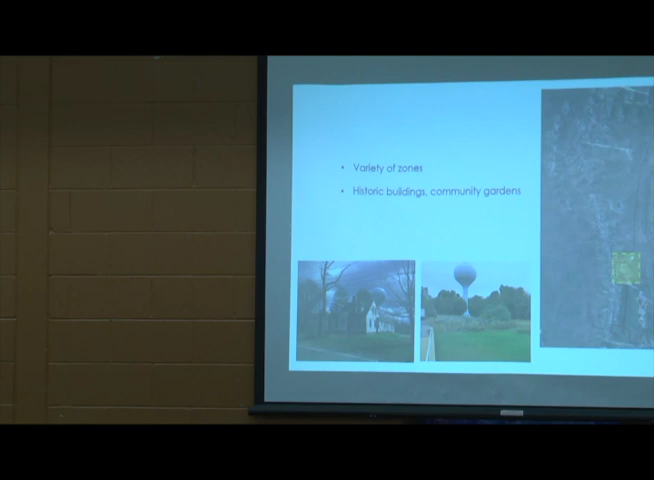 • Variety of zones
• Historic buildings, community gardens